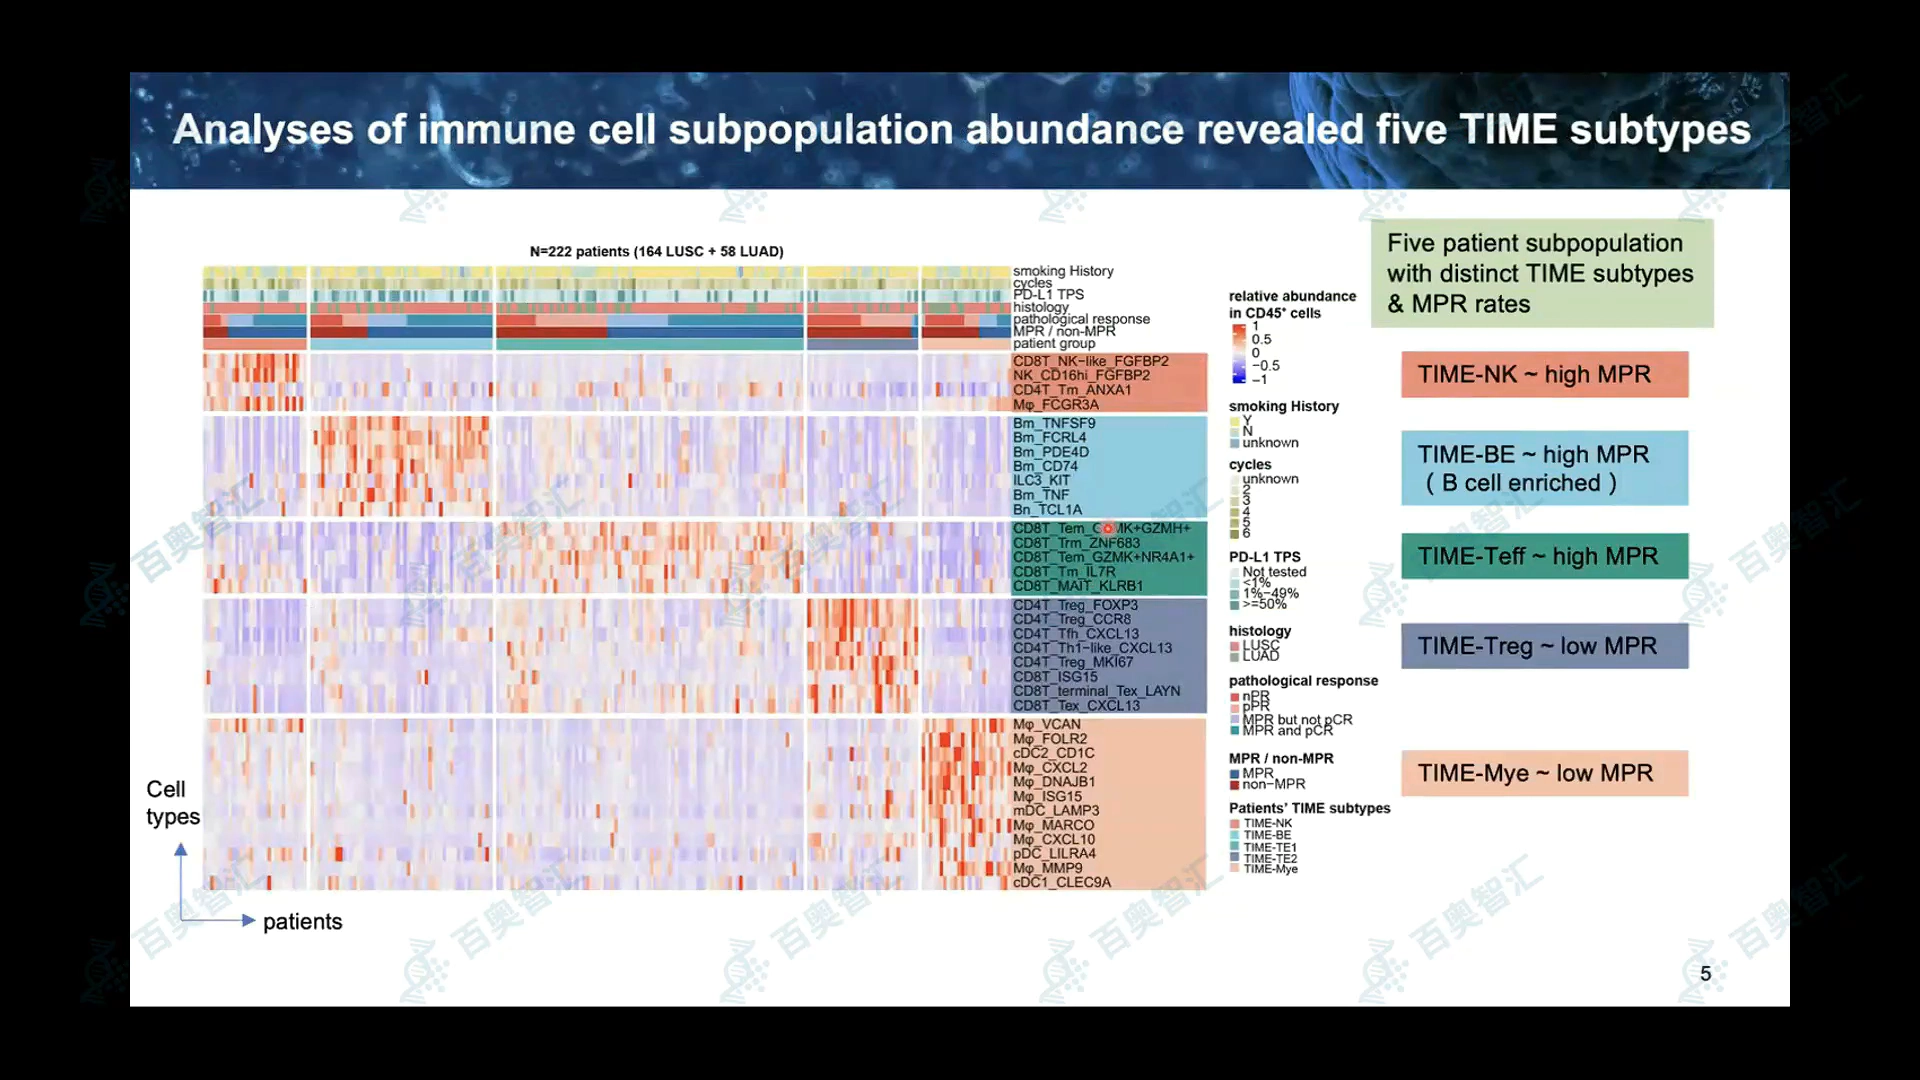 Analyses of immune cell subpopulation abundance revealed five TIME subtypes
N=222 patients (164 LUSC + 58 LUAD)
smoking History
cycles
PD-L1 TPS
histology
pathological response
MPR / non-MPR
patient group
CD8T_NK-like_FGFBP2
NK_CD16hi_FGFBP2
CD4T_Tm_ANXA1
Mφ_FCGR3A
Bm_TNFSF9
Bm_FCRL4
Bm_PDE4D
Bm_CD74
ILC3_KIT
Bm_TNF
Bn_TCL1A
CD8T_Tem_GZMK+GZMH+
CD8T_Trm_ZNF683
CD8T_Tem_GZMK+NR4A1+
CD8T_Tm_IL7R
CD8T_MAIT_KLRB1
CD4T_Treg_FOXP3
CD4T_Treg_CCR8
CD4T_Tfh_CXCL13
CD4T_Th1-like_CXCL13
CD4T_Treg_MKI67
CD8T_ISG15
CD8T_terminal_Tex_LAYN
CD8T_Tex_CXCL13
Mφ_VCAN
Mφ_FOLR2
cDC2_CD1C
Mφ_CXCL2
Mφ_DNAJB1
Mφ_ISG15
mDC_LAMP3
Mφ_MARCO
Mφ_CXCL10
pDC_LILRA4
Mφ_MMP9
cDC1_CLEC9A
Cell
types
patients
relative abundance
in CD45+ cells
1
0.5
0
−0.5
−1
smoking History
Y
N
unknown
cycles
unknown
2
3
4
5
6
PD-L1 TPS
Not tested
<1%
1%−49%
>=50%
histology
LUSC
LUAD
pathological response
nPR
pPR
MPR but not pCR
MPR and pCR
MPR / non-MPR
MPR
non−MPR
Patients' TIME subtypes
TIME-NK
TIME-BE
TIME-TE1
TIME-TE2
TIME-Mye
Five patient subpopulation
with distinct TIME subtypes
& MPR rates
TIME-NK ~ high MPR
TIME-BE ~ high MPR
( B cell enriched )
TIME-Teff ~ high MPR
TIME-Treg ~ low MPR
TIME-Mye ~ low MPR
5
百奥智汇